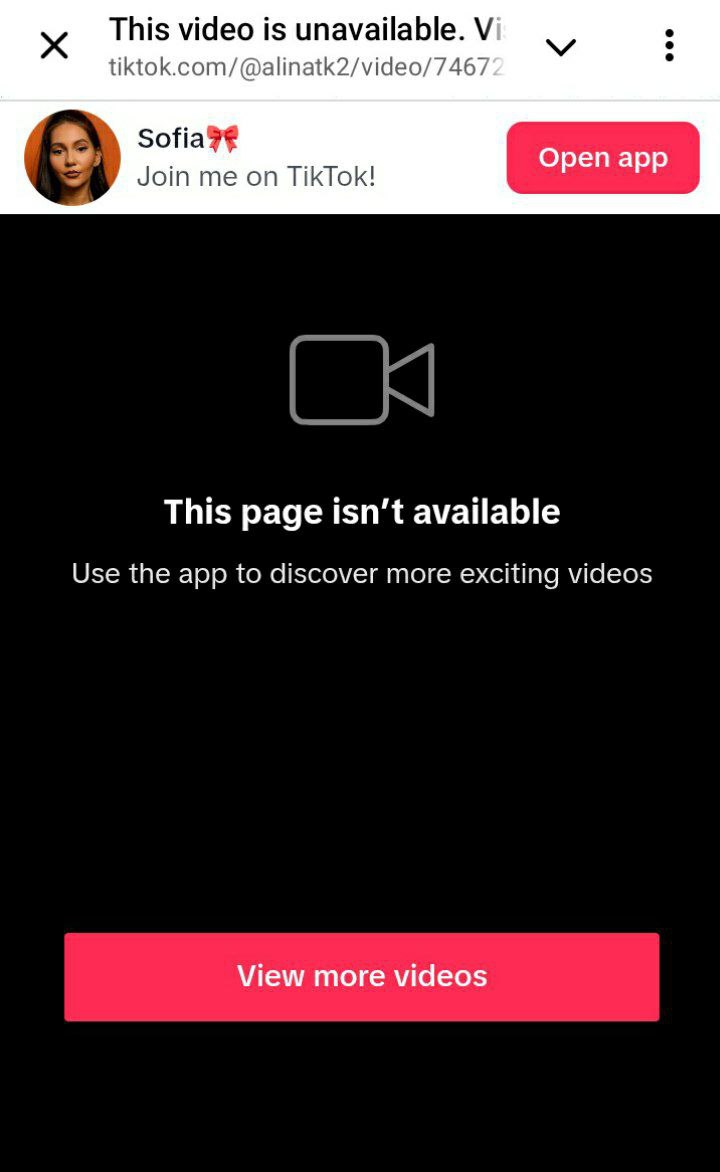 This video is unavailable. Vi
tiktok.com/@alinatk2/video/74672
Sofia🎀
Join me on TikTok!
Open app
This page isn't available
Use the app to discover more exciting videos
View more videos